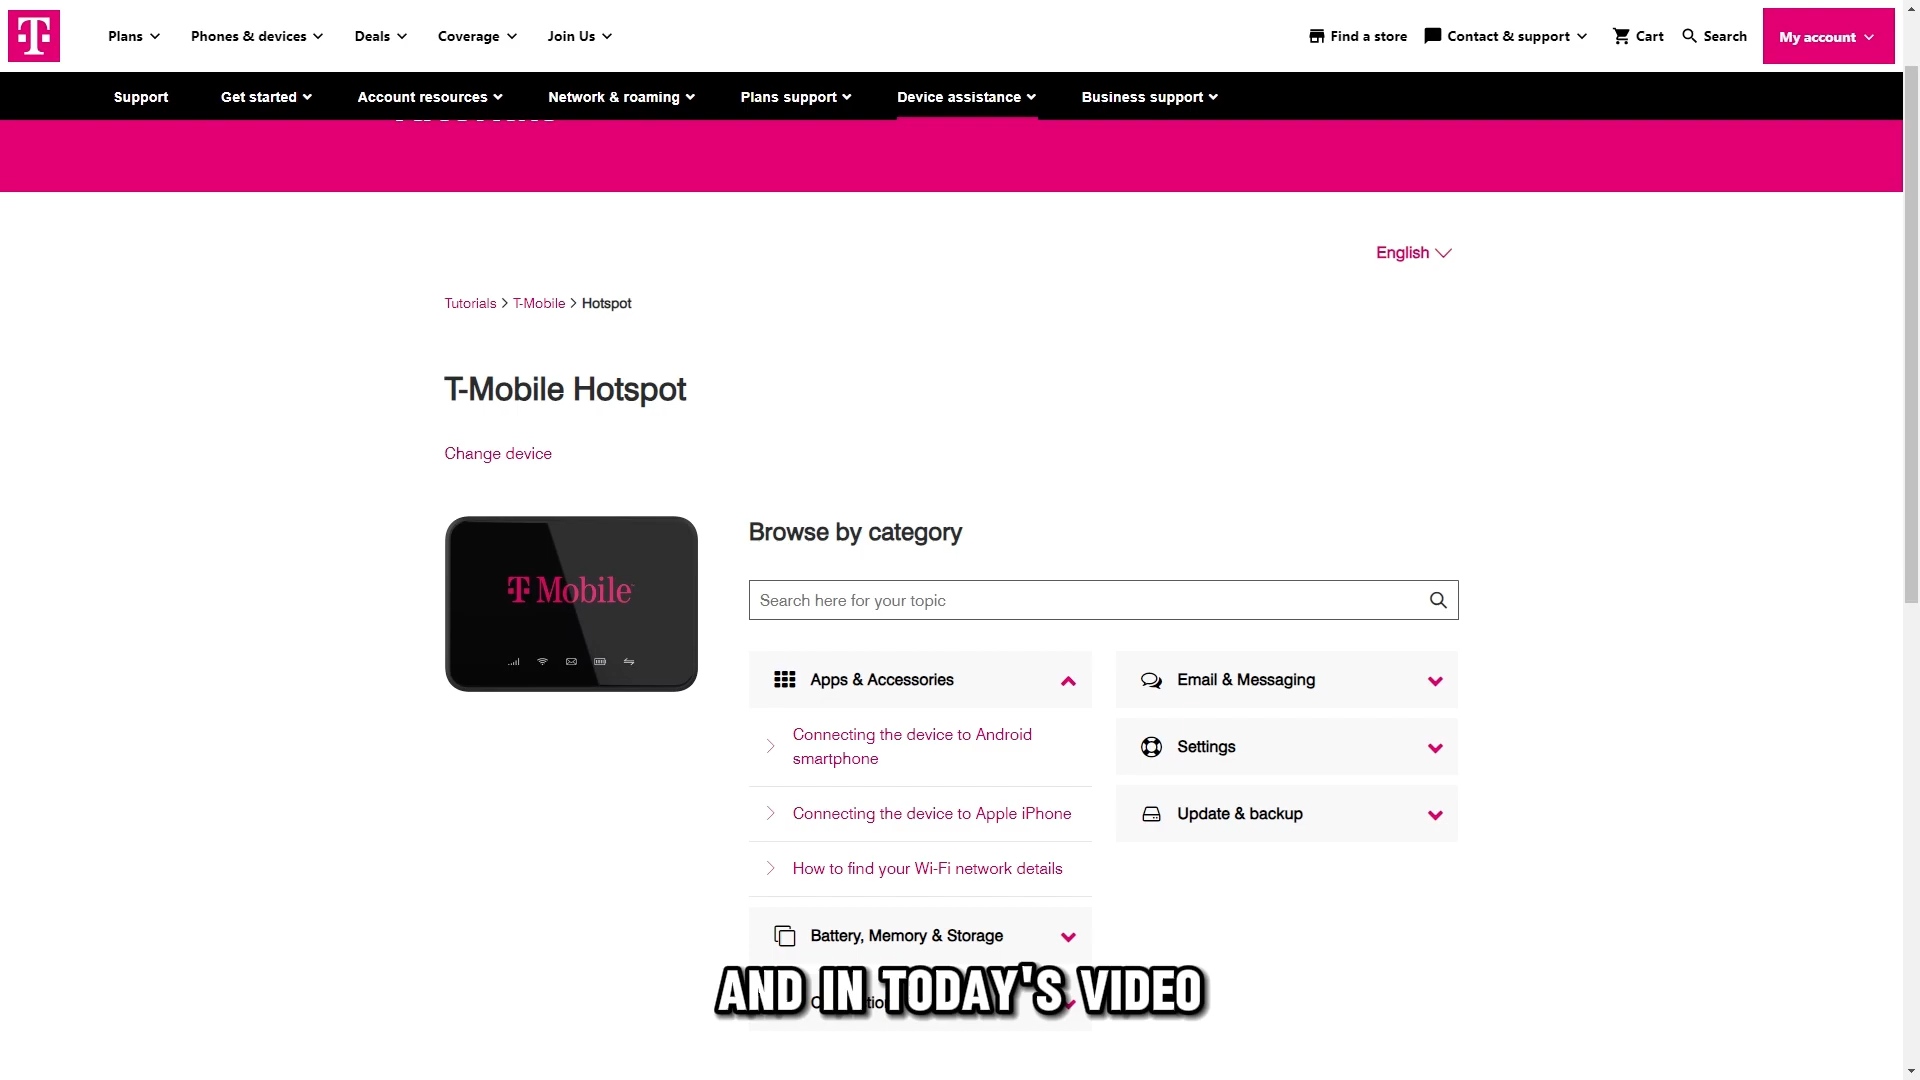 T
Plans
Phones & devices
Deals
Coverage
Join Us
Find a store
Contact & support
Cart
Search
My account
Support
Get started
Account resources
Network & roaming
Plans support
Device assistance
Business support
English
Tutorials > T-Mobile > Hotspot
T-Mobile Hotspot
Change device
T Mobile
Browse by category
Search here for your topic
Apps & Accessories
Connecting the device to Android
smartphone
Connecting the device to Apple iPhone
How to find your Wi-Fi network details
Battery, Memory & Storage
Email & Messaging
Settings
Update & backup
AND IN TODAY'S VIDEO